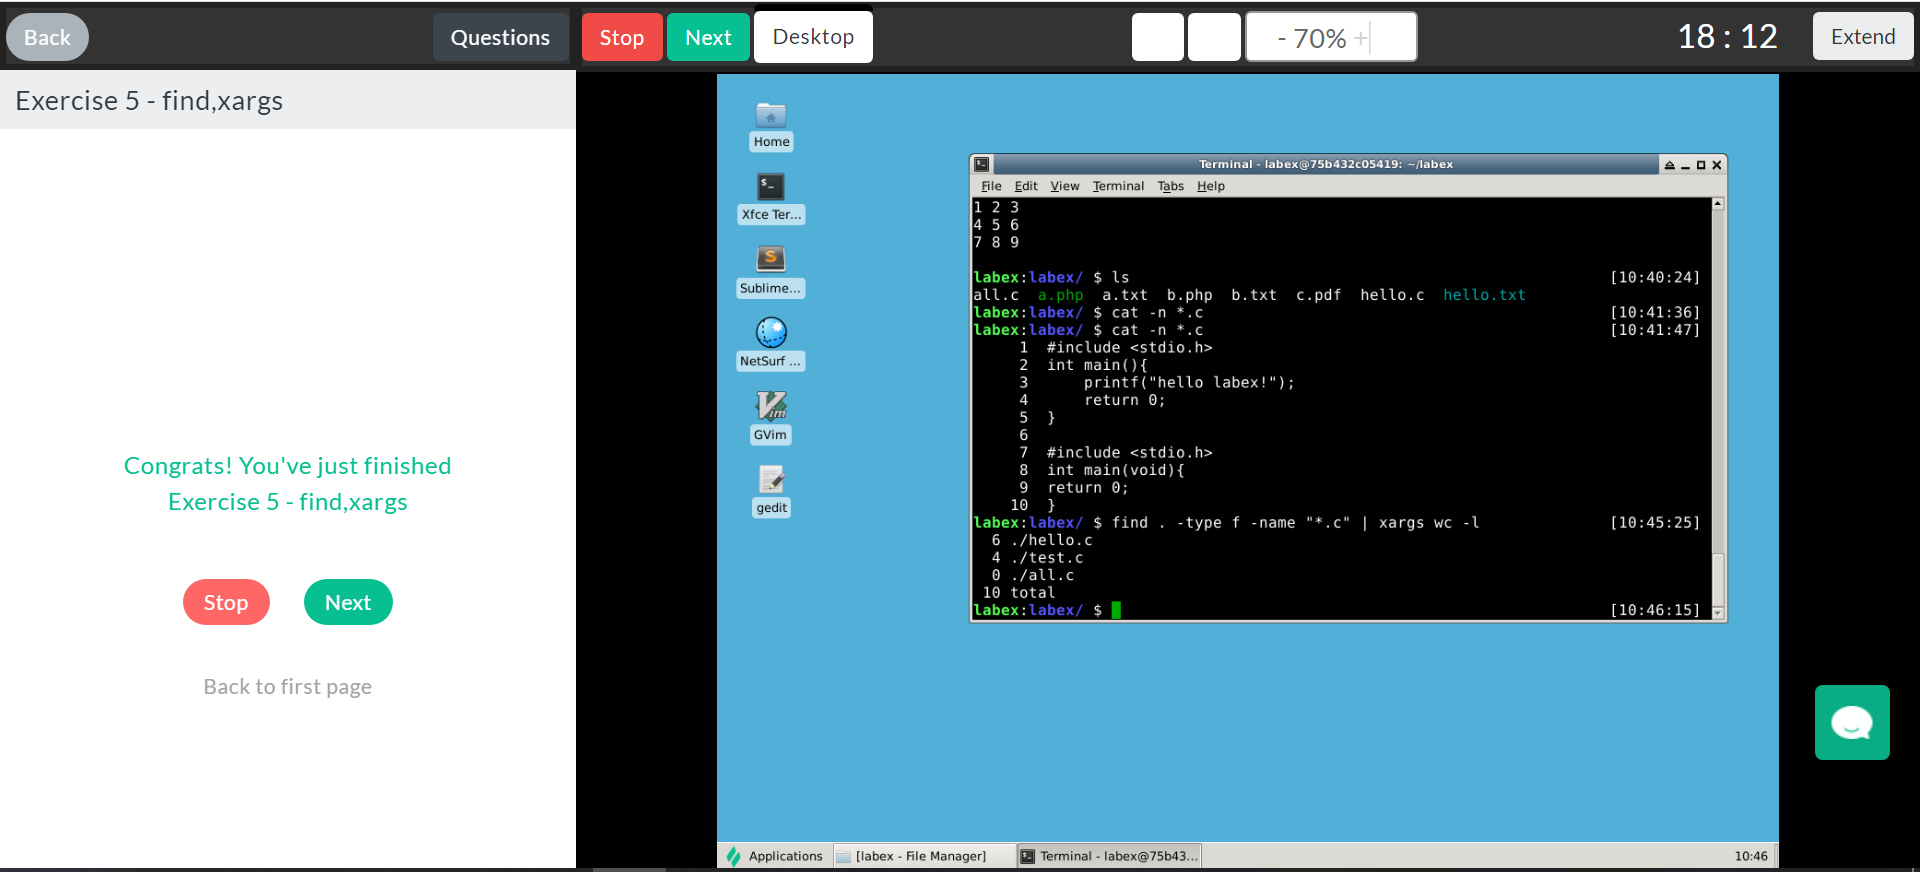 Back
Questions
Stop
Next
Desktop
- 70% +
18 : 12
Extend
Exercise 5 - find,xargs
Congrats! You've just finished
Exercise 5 - find,xargs
Stop
Next
Back to first page
Home
Xfce Ter...
Sublime...
NetSurf ...
GVim
gedit
Terminal - labex@75b432c05419: ~/labex
File Edit View Terminal Tabs Help
1 2 3
4 5 6
7 8 9
labex:labex/ $ ls [10:40:24]
all.c a.php a.txt b.php b.txt c.pdf hello.c hello.txt
labex:labex/ $ cat -n *.c [10:41:36]
labex:labex/ $ cat -n *.c [10:41:47]
1 #include <stdio.h>
2 int main(){
3 printf("hello labex!");
4 return 0;
5 }
6
7 #include <stdio.h>
8 int main(void){
9 return 0;
10 }
labex:labex/ $ find . -type f -name "*.c" | xargs wc -l [10:45:25]
6 ./hello.c
4 ./test.c
0 ./all.c
10 total
labex:labex/ $ [10:46:15]
Applications
[labex - File Manager]
Terminal - labex@75b43...
10:46